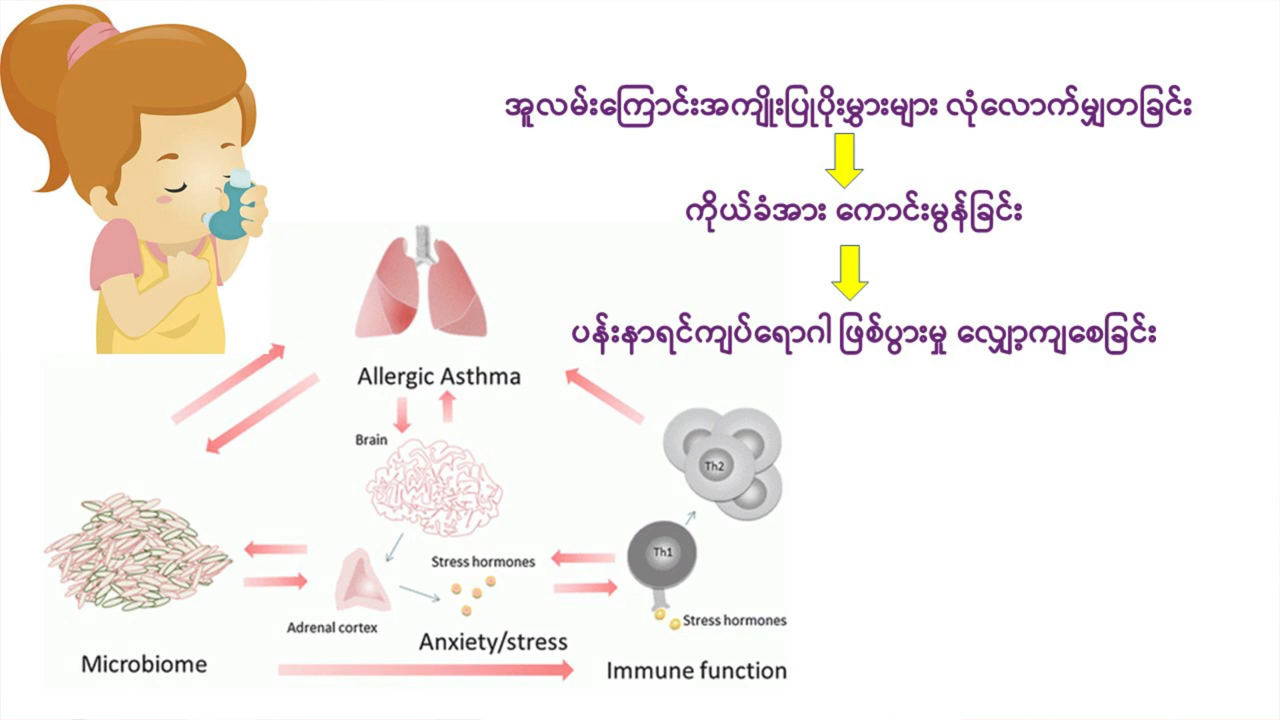 အူလမ်းကြောင်းအကျိုးပြုပိုးမွှားများ လုံလောက်မျှတခြင်း
ကိုယ်ခံအား ကောင်းမွန်ခြင်း
ပန်းနာရင်ကျပ်ရောဂါ ဖြစ်ပွားမှု လျှော့ကျစေခြင်း
Allergic Asthma
Brain
Th2
Th1
Stress hormones
Adrenal cortex
Stress hormones
Anxiety/stress
Microbiome
Immune function